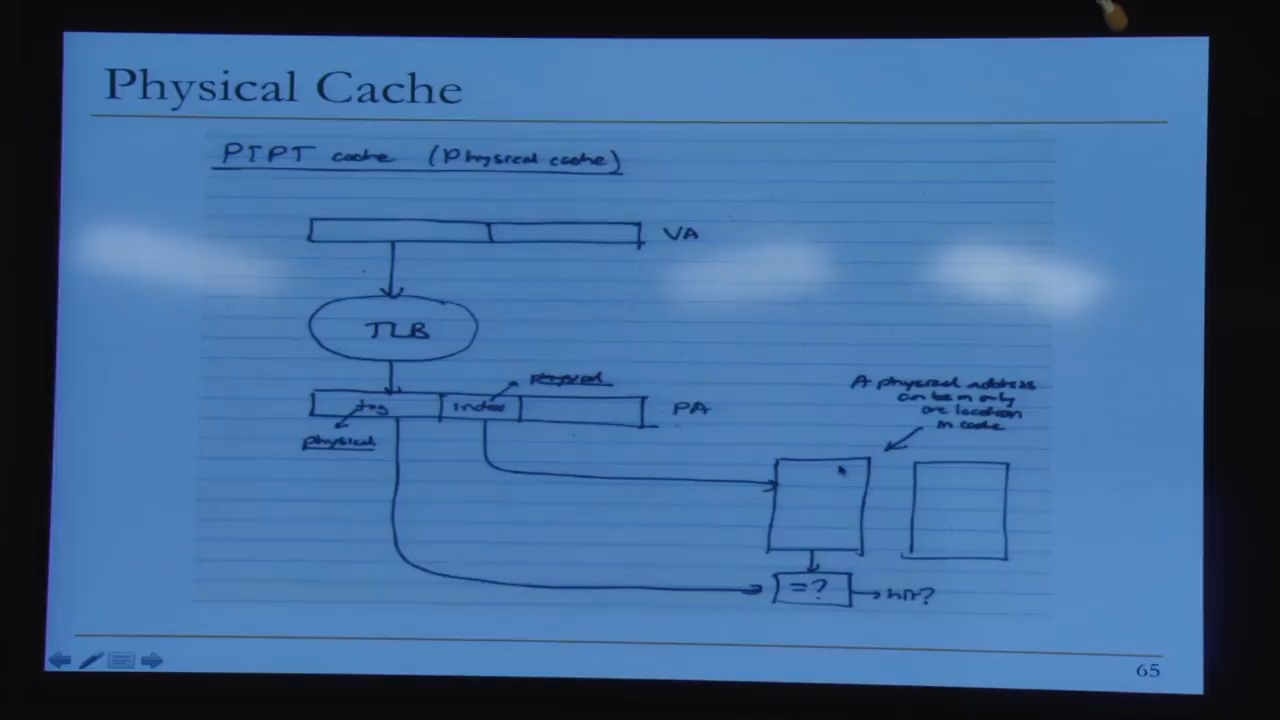 Physical Cache
PIPT cache (Physical cache)
VA
TLB
physical
tag
index
PA
physical
A physical address
can be in only
one location
in cache
=?
hit?
65